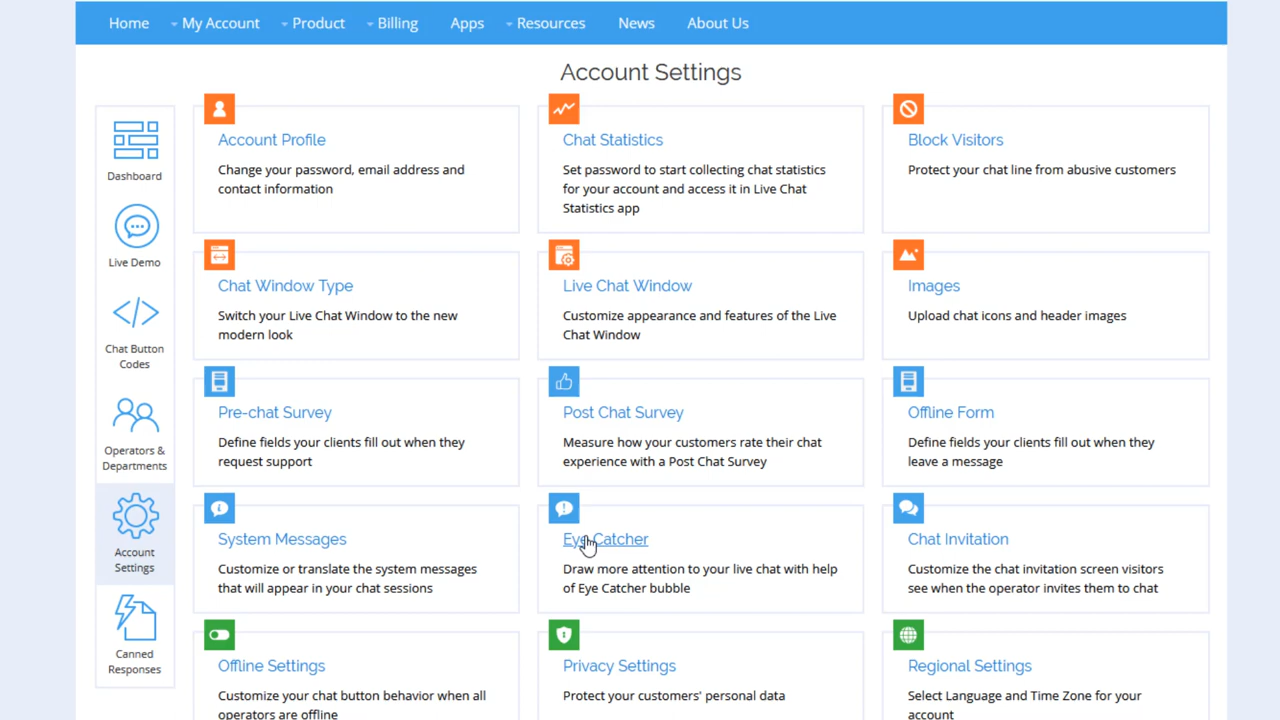 Home My Account Product Billing Apps Resources News About Us
Account Settings
Dashboard
Live Demo
Chat Button
Codes
Operators &
Departments
Account
Settings
Canned
Responses
Account Profile
Change your password, email address and
contact information
Chat Statistics
Set password to start collecting chat statistics
for your account and access it in Live Chat
Statistics app
Block Visitors
Protect your chat line from abusive customers
Chat Window Type
Switch your Live Chat Window to the new
modern look
Live Chat Window
Customize appearance and features of the Live
Chat Window
Images
Upload chat icons and header images
Pre-chat Survey
Define fields your clients fill out when they
request support
Post Chat Survey
Measure how your customers rate their chat
experience with a Post Chat Survey
Offline Form
Define fields your clients fill out when they
leave a message
System Messages
Customize or translate the system messages
that will appear in your chat sessions
Eye Catcher
Draw more attention to your live chat with help
of Eye Catcher bubble
Chat Invitation
Customize the chat invitation screen visitors
see when the operator invites them to chat
Offline Settings
Customize your chat button behavior when all
operators are offline
Privacy Settings
Protect your customers' personal data
Regional Settings
Select Language and Time Zone for your
account